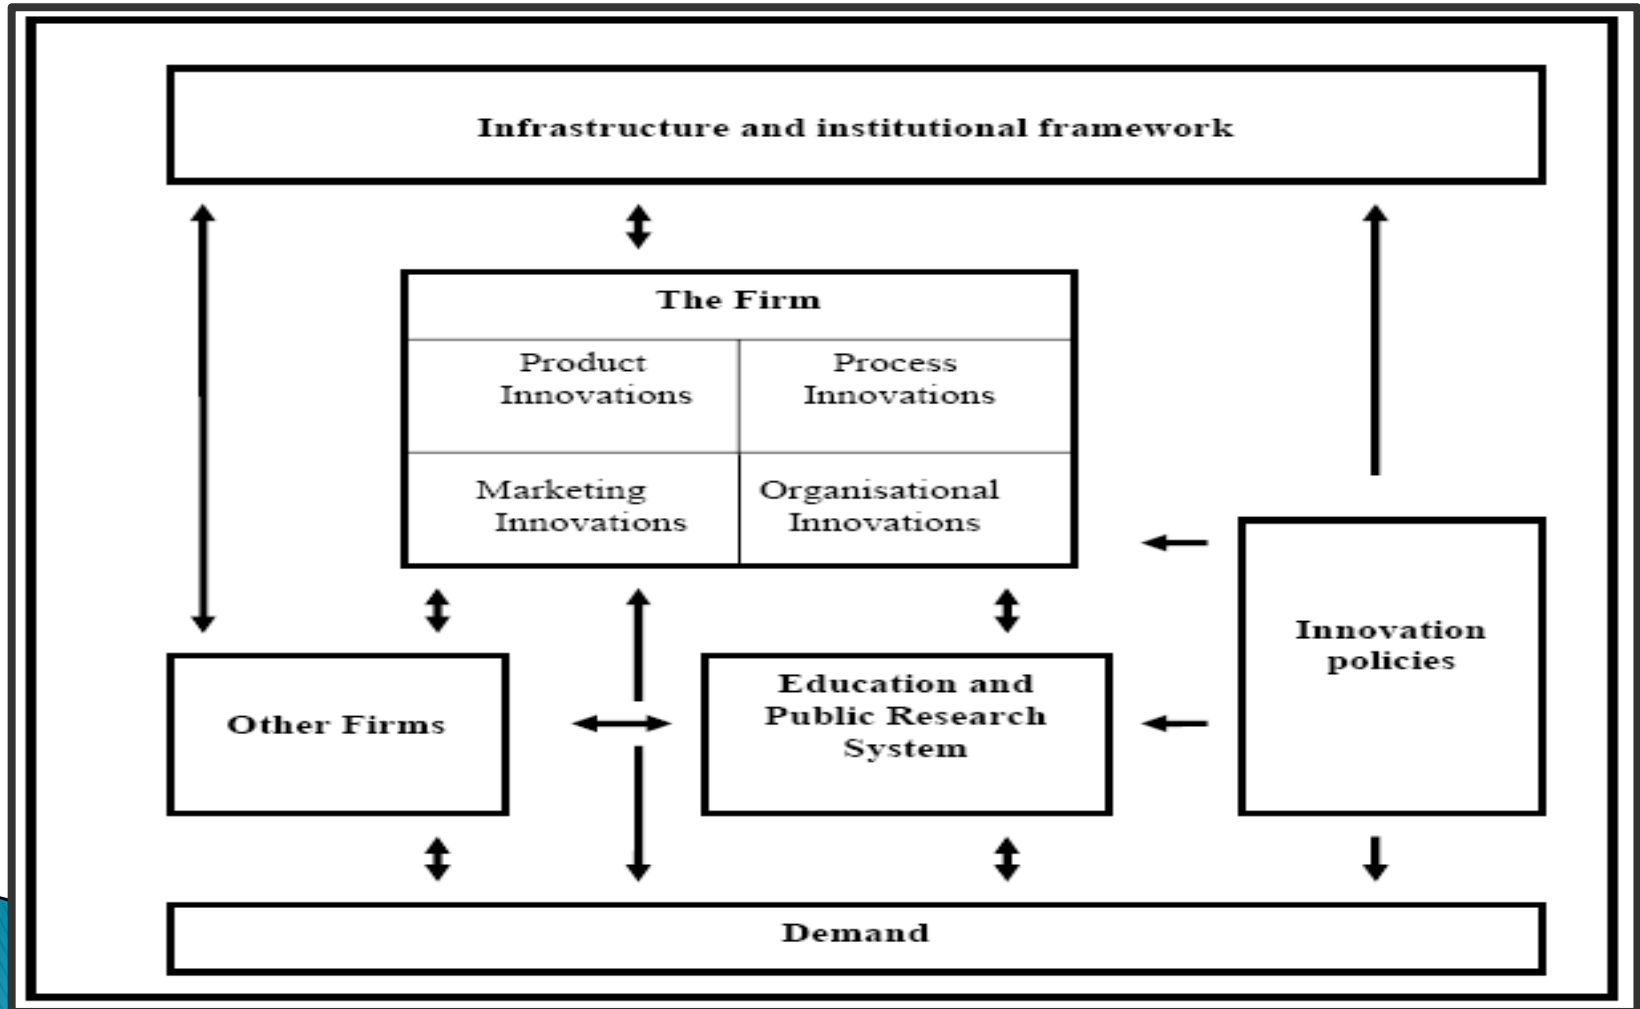 Infrastructure and institutional framework
The Firm
Product
Innovations
Process
Innovations
Marketing
Innovations
Organisational
Innovations
Other Firms
Education and
Public Research
System
Innovation
policies
Demand